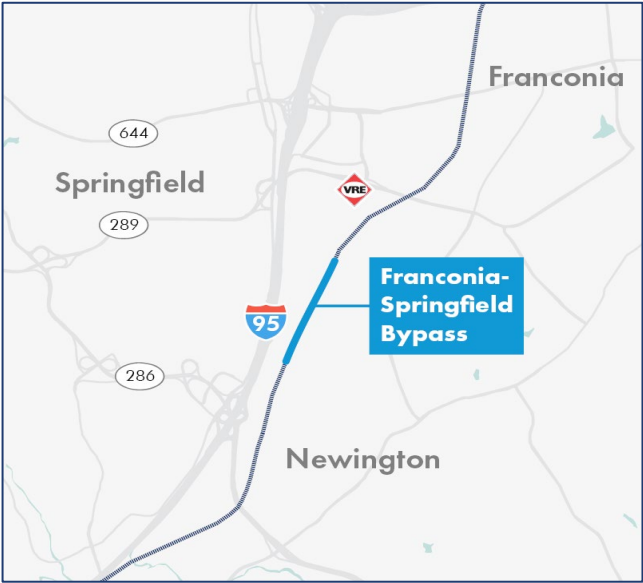 Franconia
644
Springfield
VRE
289
Franconia-
Springfield
Bypass
95
286
Newington